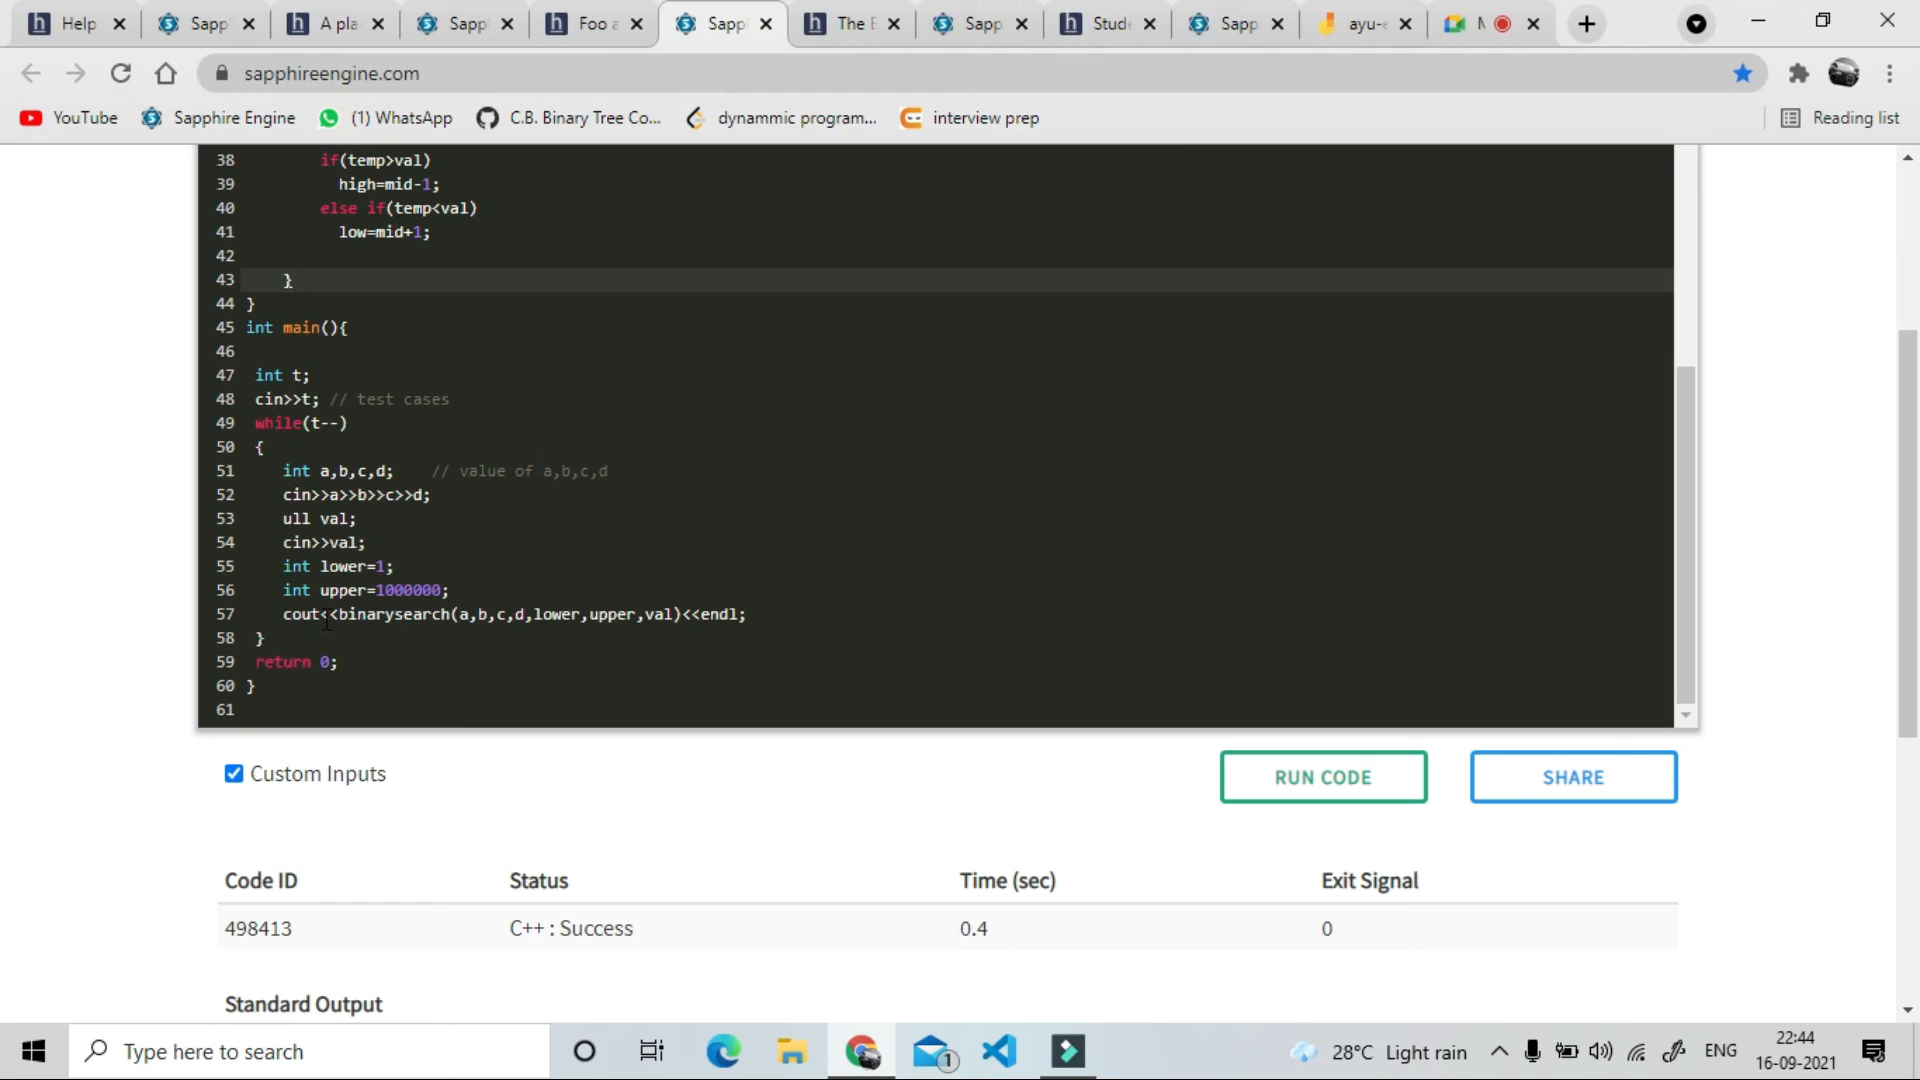 Help
Sapp
A pla
Sapp
Foo a
Sapp
The E
Sapp
Stud
Sapp
ayu-e
M
sapphireengine.com
YouTube
Sapphire Engine
(1) WhatsApp
C.B. Binary Tree Co...
dynammic program...
interview prep
Reading list
38 if(temp>val)
39 high=mid-1;
40 else if(temp<val)
41 low=mid+1;
42
43 }
44 }
45 int main(){
46
47 int t;
48 cin>>t; // test cases
49 while(t--)
50 {
51 int a,b,c,d; // value of a,b,c,d
52 cin>>a>>b>>c>>d;
53 ull val;
54 cin>>val;
55 int lower=1;
56 int upper=1000000;
57 cout<<binarysearch(a,b,c,d,lower,upper,val)<<endl;
58 }
59 return 0;
60 }
61
Custom Inputs
RUN CODE
SHARE
Code ID Status Time (sec) Exit Signal
498413 C++ : Success 0.4 0
Standard Output
Type here to search
1
28°C Light rain
ENG
22:44
16-09-2021